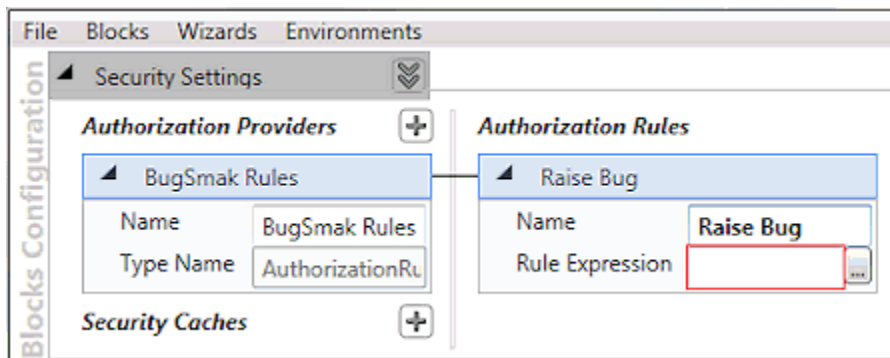 File Blocks Wizards Environments
Blocks Configuration
Security Settings
Authorization Providers
BugSmak Rules
Name BugSmak Rules
Type Name AuthorizationRu
Security Caches
Authorization Rules
Raise Bug
Name Raise Bug
Rule Expression ...